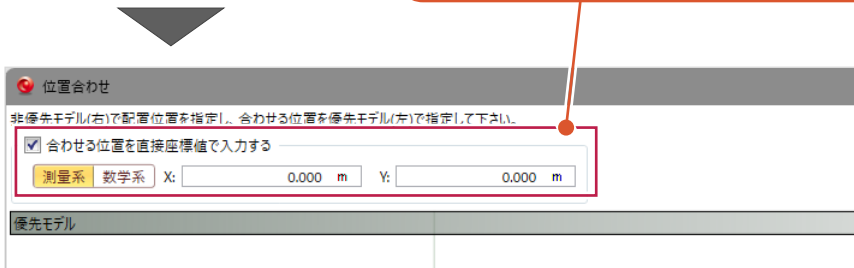 位置合わせ
非優先モデル(右)で配置位置を指定し、合わせる位置を優先モデル(左)で指定して下さい。
合わせる位置を直接座標値で入力する
測量系 数学系 X: 0.000 m Y: 0.000 m
優先モデル